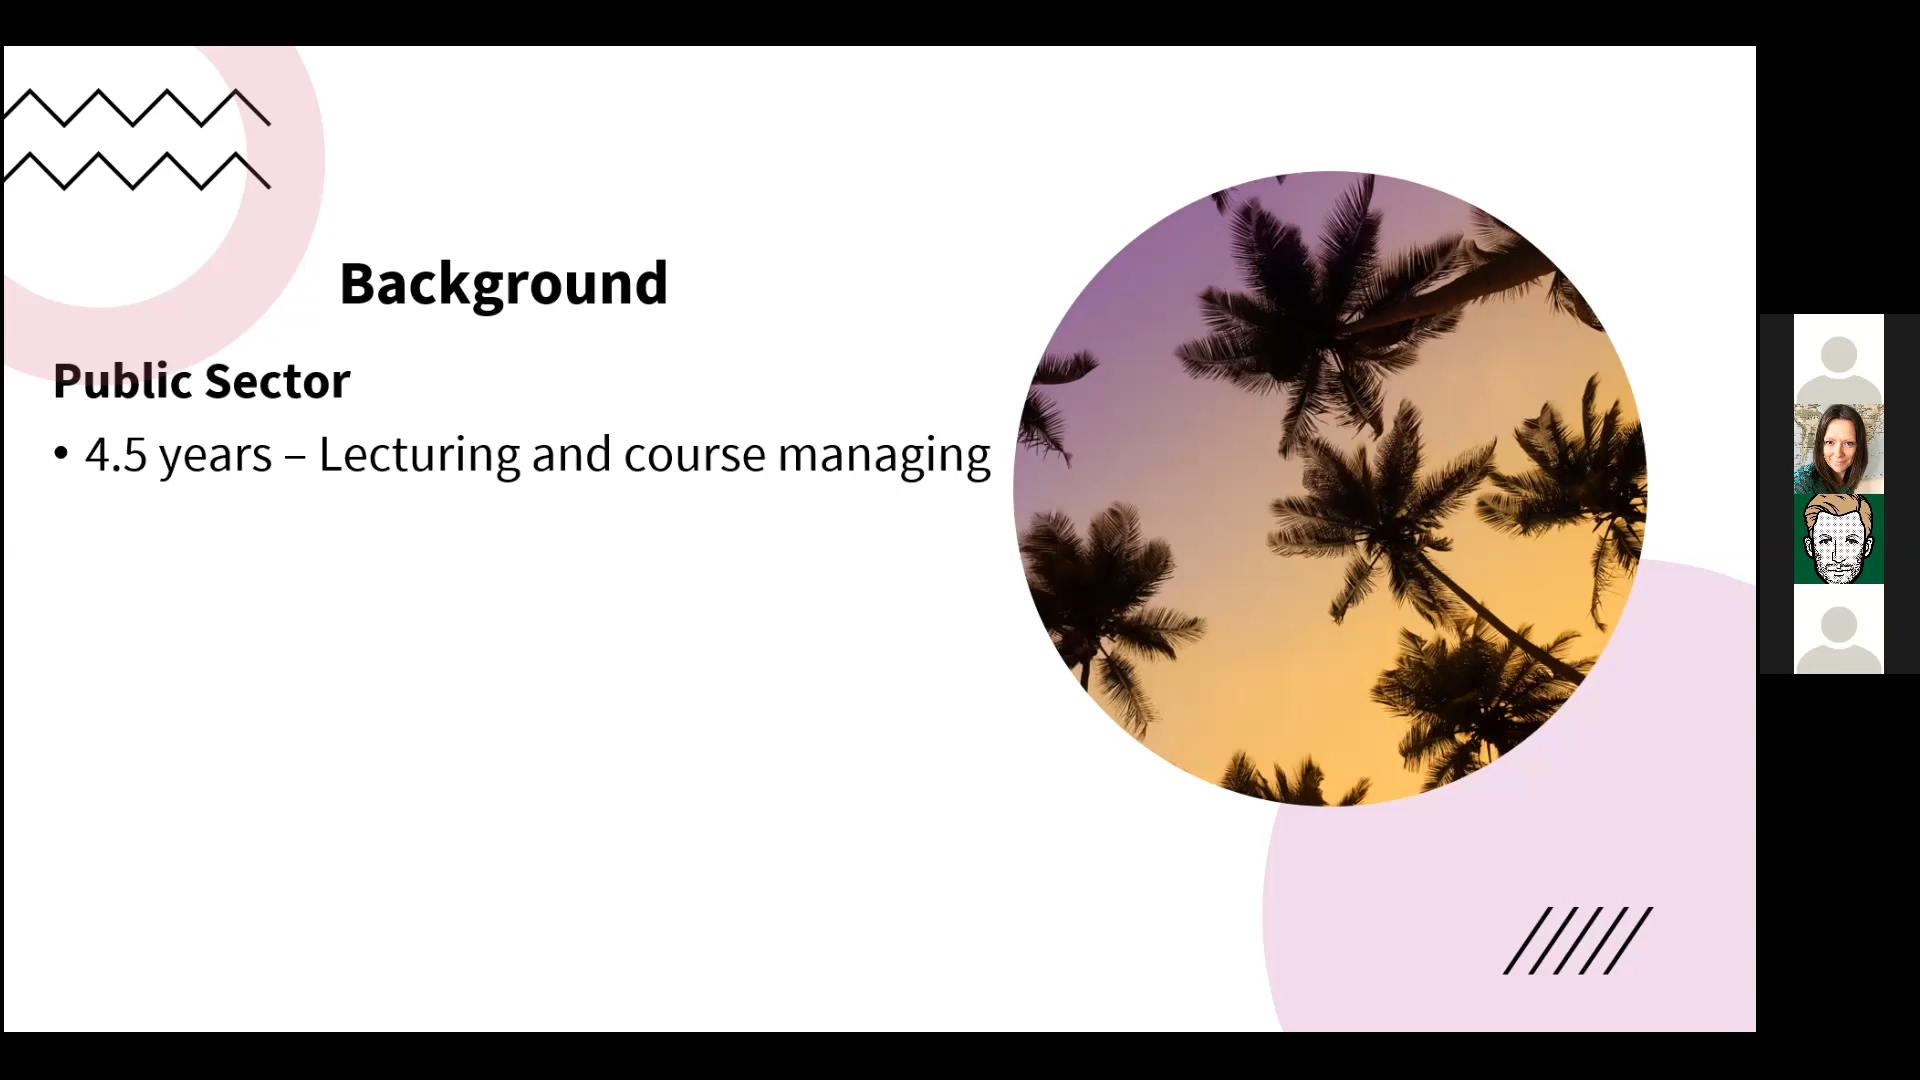 Background
Public Sector
• 4.5 years – Lecturing and course managing